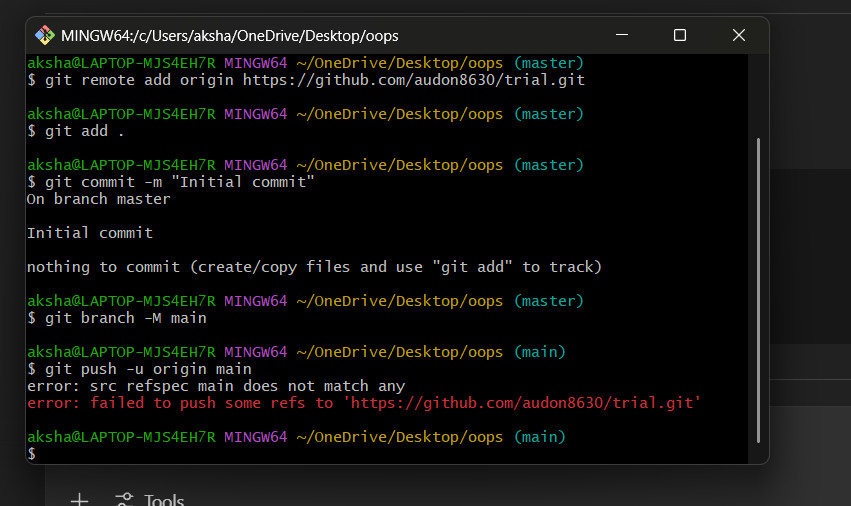 MINGW64:/c/Users/aksha/OneDrive/Desktop/oops
aksha@LAPTOP-MJS4EH7R MINGW64 ~/OneDrive/Desktop/oops (master)
$ git remote add origin https://github.com/audon8630/trial.git
aksha@LAPTOP-MJS4EH7R MINGW64 ~/OneDrive/Desktop/oops (master)
$ git add .
aksha@LAPTOP-MJS4EH7R MINGW64 ~/OneDrive/Desktop/oops (master)
$ git commit -m "Initial commit"
On branch master
Initial commit
nothing to commit (create/copy files and use "git add" to track)
aksha@LAPTOP-MJS4EH7R MINGW64 ~/OneDrive/Desktop/oops (master)
$ git branch -M main
aksha@LAPTOP-MJS4EH7R MINGW64 ~/OneDrive/Desktop/oops (main)
$ git push -u origin main
error: src refspec main does not match any
error: failed to push some refs to 'https://github.com/audon8630/trial.git'
aksha@LAPTOP-MJS4EH7R MINGW64 ~/OneDrive/Desktop/oops (main)
$
Tools